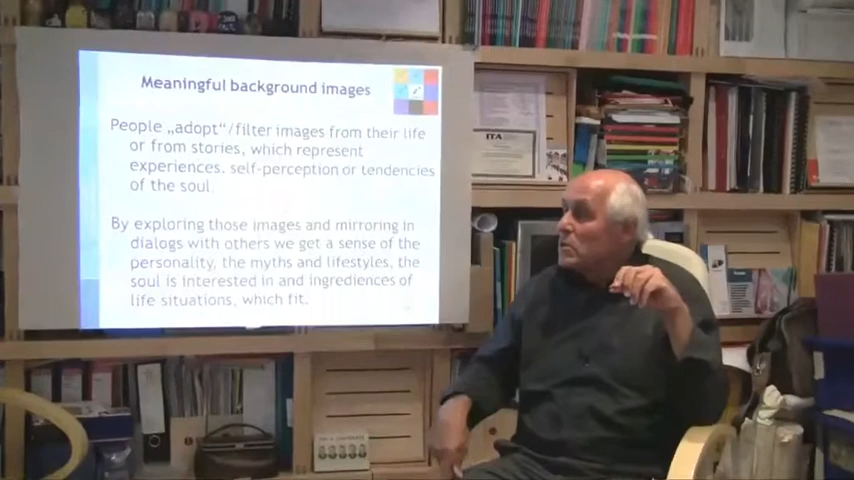 Meaningful background images
People „adopt“/filter images from their life
or from stories, which represent
experiences. self-perception or tendencies
of the soul.
By exploring those images and mirroring in
dialogs with others we get a sense of the
personality, the myths and lifestyles, the
soul is interested in and ingrediences of
life situations, which fit.
ITA